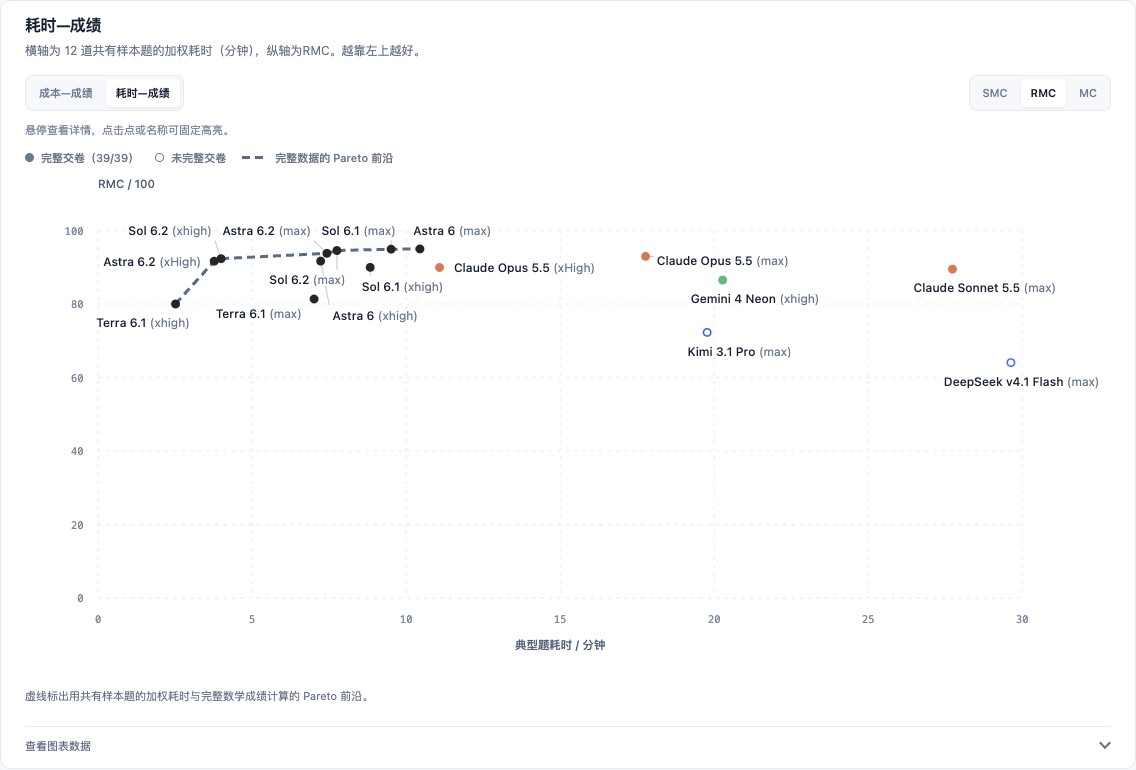 耗时—成绩
横轴为 12 道共有样本题的加权耗时（分钟），纵轴为RMC。越靠左上越好。
成本—成绩 耗时—成绩 SMC RMC MC
悬停查看详情，点击点或名称可固定高亮。
完整交卷（39/39） 未完整交卷 完整数据的 Pareto 前沿
RMC / 100
100
80
60
40
20
0
Sol 6.2 (xhigh)
Astra 6.2 (max)
Sol 6.1 (max)
Astra 6 (max)
Astra 6.2 (xHigh)
Claude Opus 5.5 (xHigh)
Claude Opus 5.5 (max)
Sol 6.2 (max)
Sol 6.1 (xhigh)
Claude Sonnet 5.5 (max)
Gemini 4 Neon (xhigh)
Terra 6.1 (xhigh)
Terra 6.1 (max)
Astra 6 (xhigh)
Kimi 3.1 Pro (max)
DeepSeek v4.1 Flash (max)
0 5 10 15 20 25 30
典型题耗时 / 分钟
虚线标出用共有样本题的加权耗时与完整数学成绩计算的 Pareto 前沿。
查看图表数据